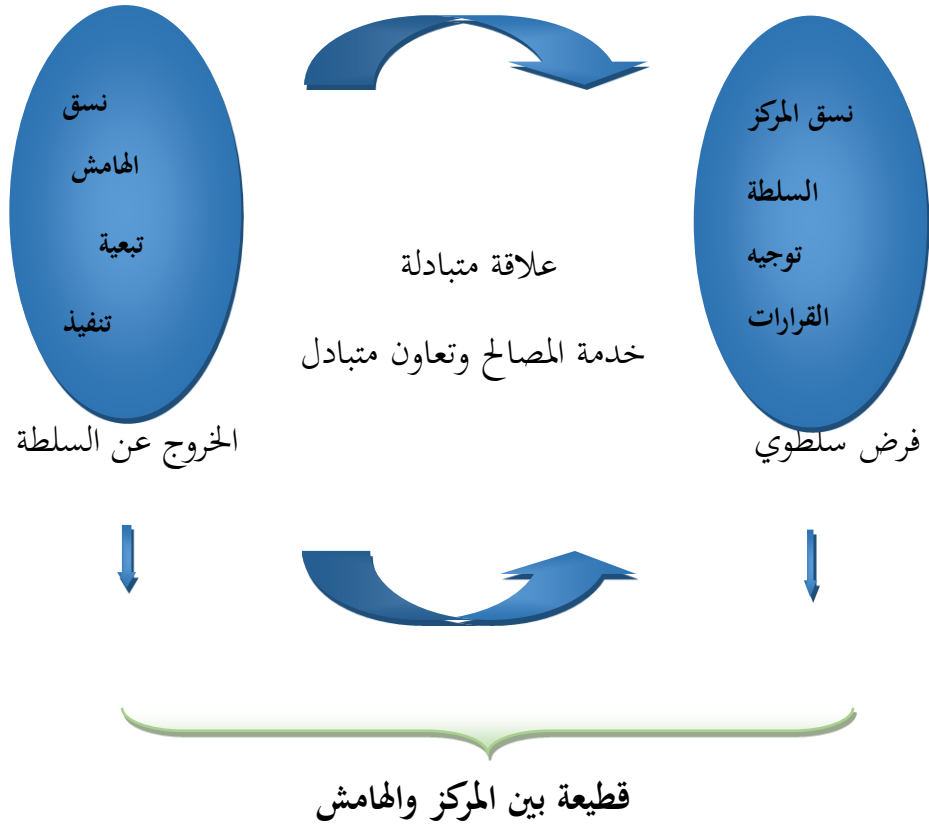 نسق المركز
السلطة
توجيه
القرارات
نسق
الهامش
تبعية
تنفيذ
علاقة متبادلة
خدمة المصالح وتعاون متبادل
فرض سلطوي
الخروج عن السلطة
قطيعة بين المركز والهامش